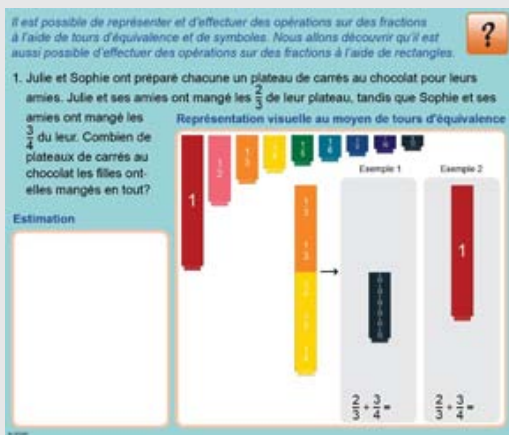 Il est possible de représenter et d'effectuer des opérations sur des fractions
à l'aide de tours d'équivalence et de symboles. Nous allons découvrir qu'il est
aussi possible d'effectuer des opérations sur des fractions à l'aide de rectangles.
?
1. Julie et Sophie ont préparé chacune un plateau de carrés au chocolat pour leurs
amies. Julie et ses amies ont mangé les 2/3 de leur plateau, tandis que Sophie et ses
amies ont mangé les
3/4 du leur. Combien de
plateaux de carrés au
chocolat les filles ont-
elles mangés en tout?
Estimation
Représentation visuelle au moyen de tours d'équivalence
1
Exemple 1
Exemple 2
1
2/3 + 3/4 =
2/3 + 3/4 =